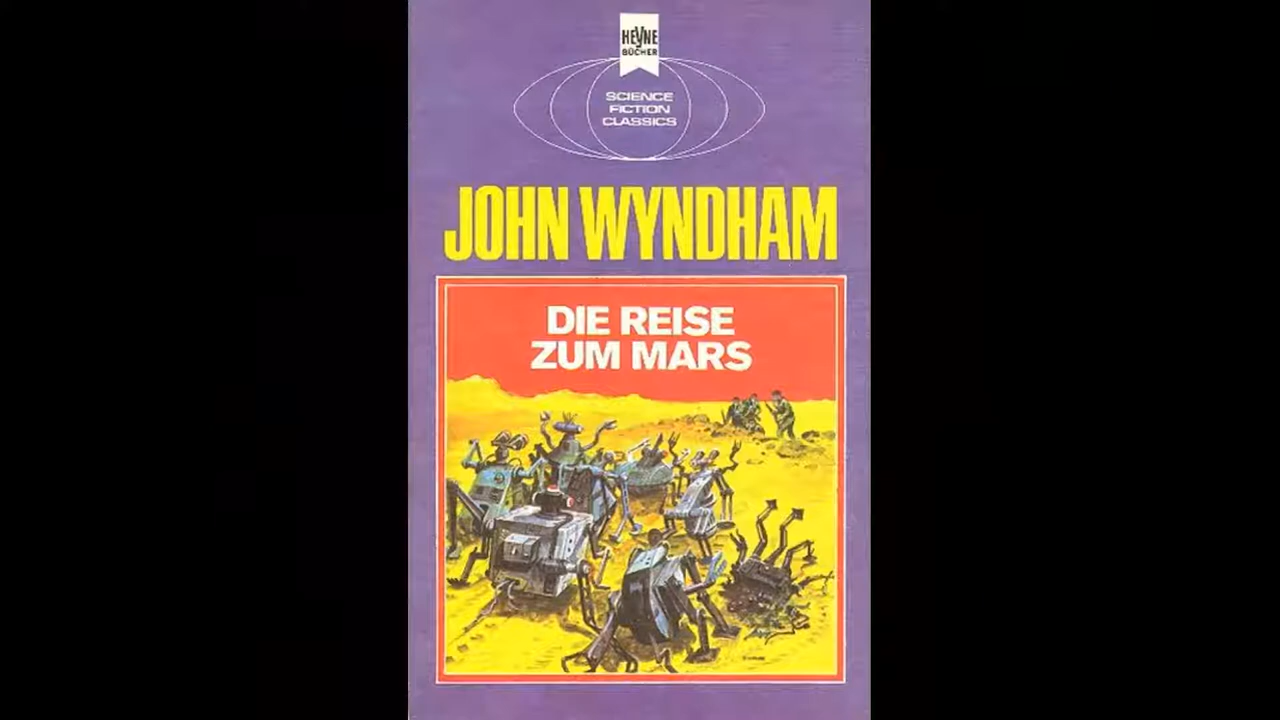 HEYNE
BÜCHER
SCIENCE
FICTION
CLASSICS
JOHN WYNDHAM
DIE REISE
ZUM MARS